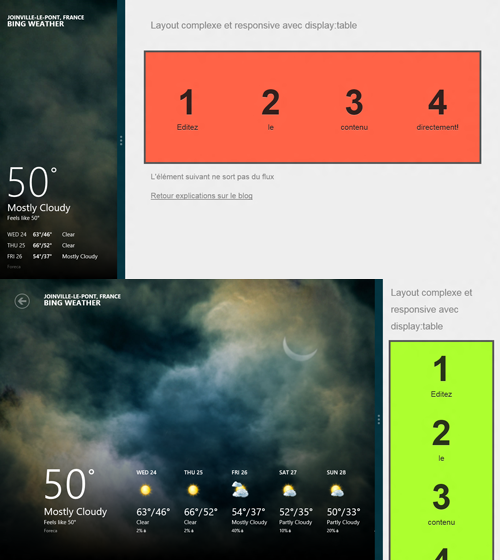 JOINVILLE-LE-PONT, FRANCE
BING WEATHER
50°
Mostly Cloudy
Feels like 50°
WED 24 63°/46° Clear
THU 25 66°/52° Clear
FRI 26 54°/37° Mostly Cloudy
Foreca
Layout complexe et responsive avec display:table
1 2 3 4
Editez le contenu directement!
L'élément suivant ne sort pas du flux
Retour explications sur le blog
JOINVILLE-LE-PONT, FRANCE
BING WEATHER
50°
Mostly Cloudy
Feels like 50°
Foreca
WED 24 THU 25 FRI 26 SAT 27 SUN 28
63°/46° 66°/52° 54°/37° 52°/35° 50°/33°
Clear Clear Mostly Cloudy Partly Cloudy Partly Cloudy
2% 2% 40% 10% 20%
Layout complexe et
responsive avec
display:table
1
Editez
2
le
3
contenu
4